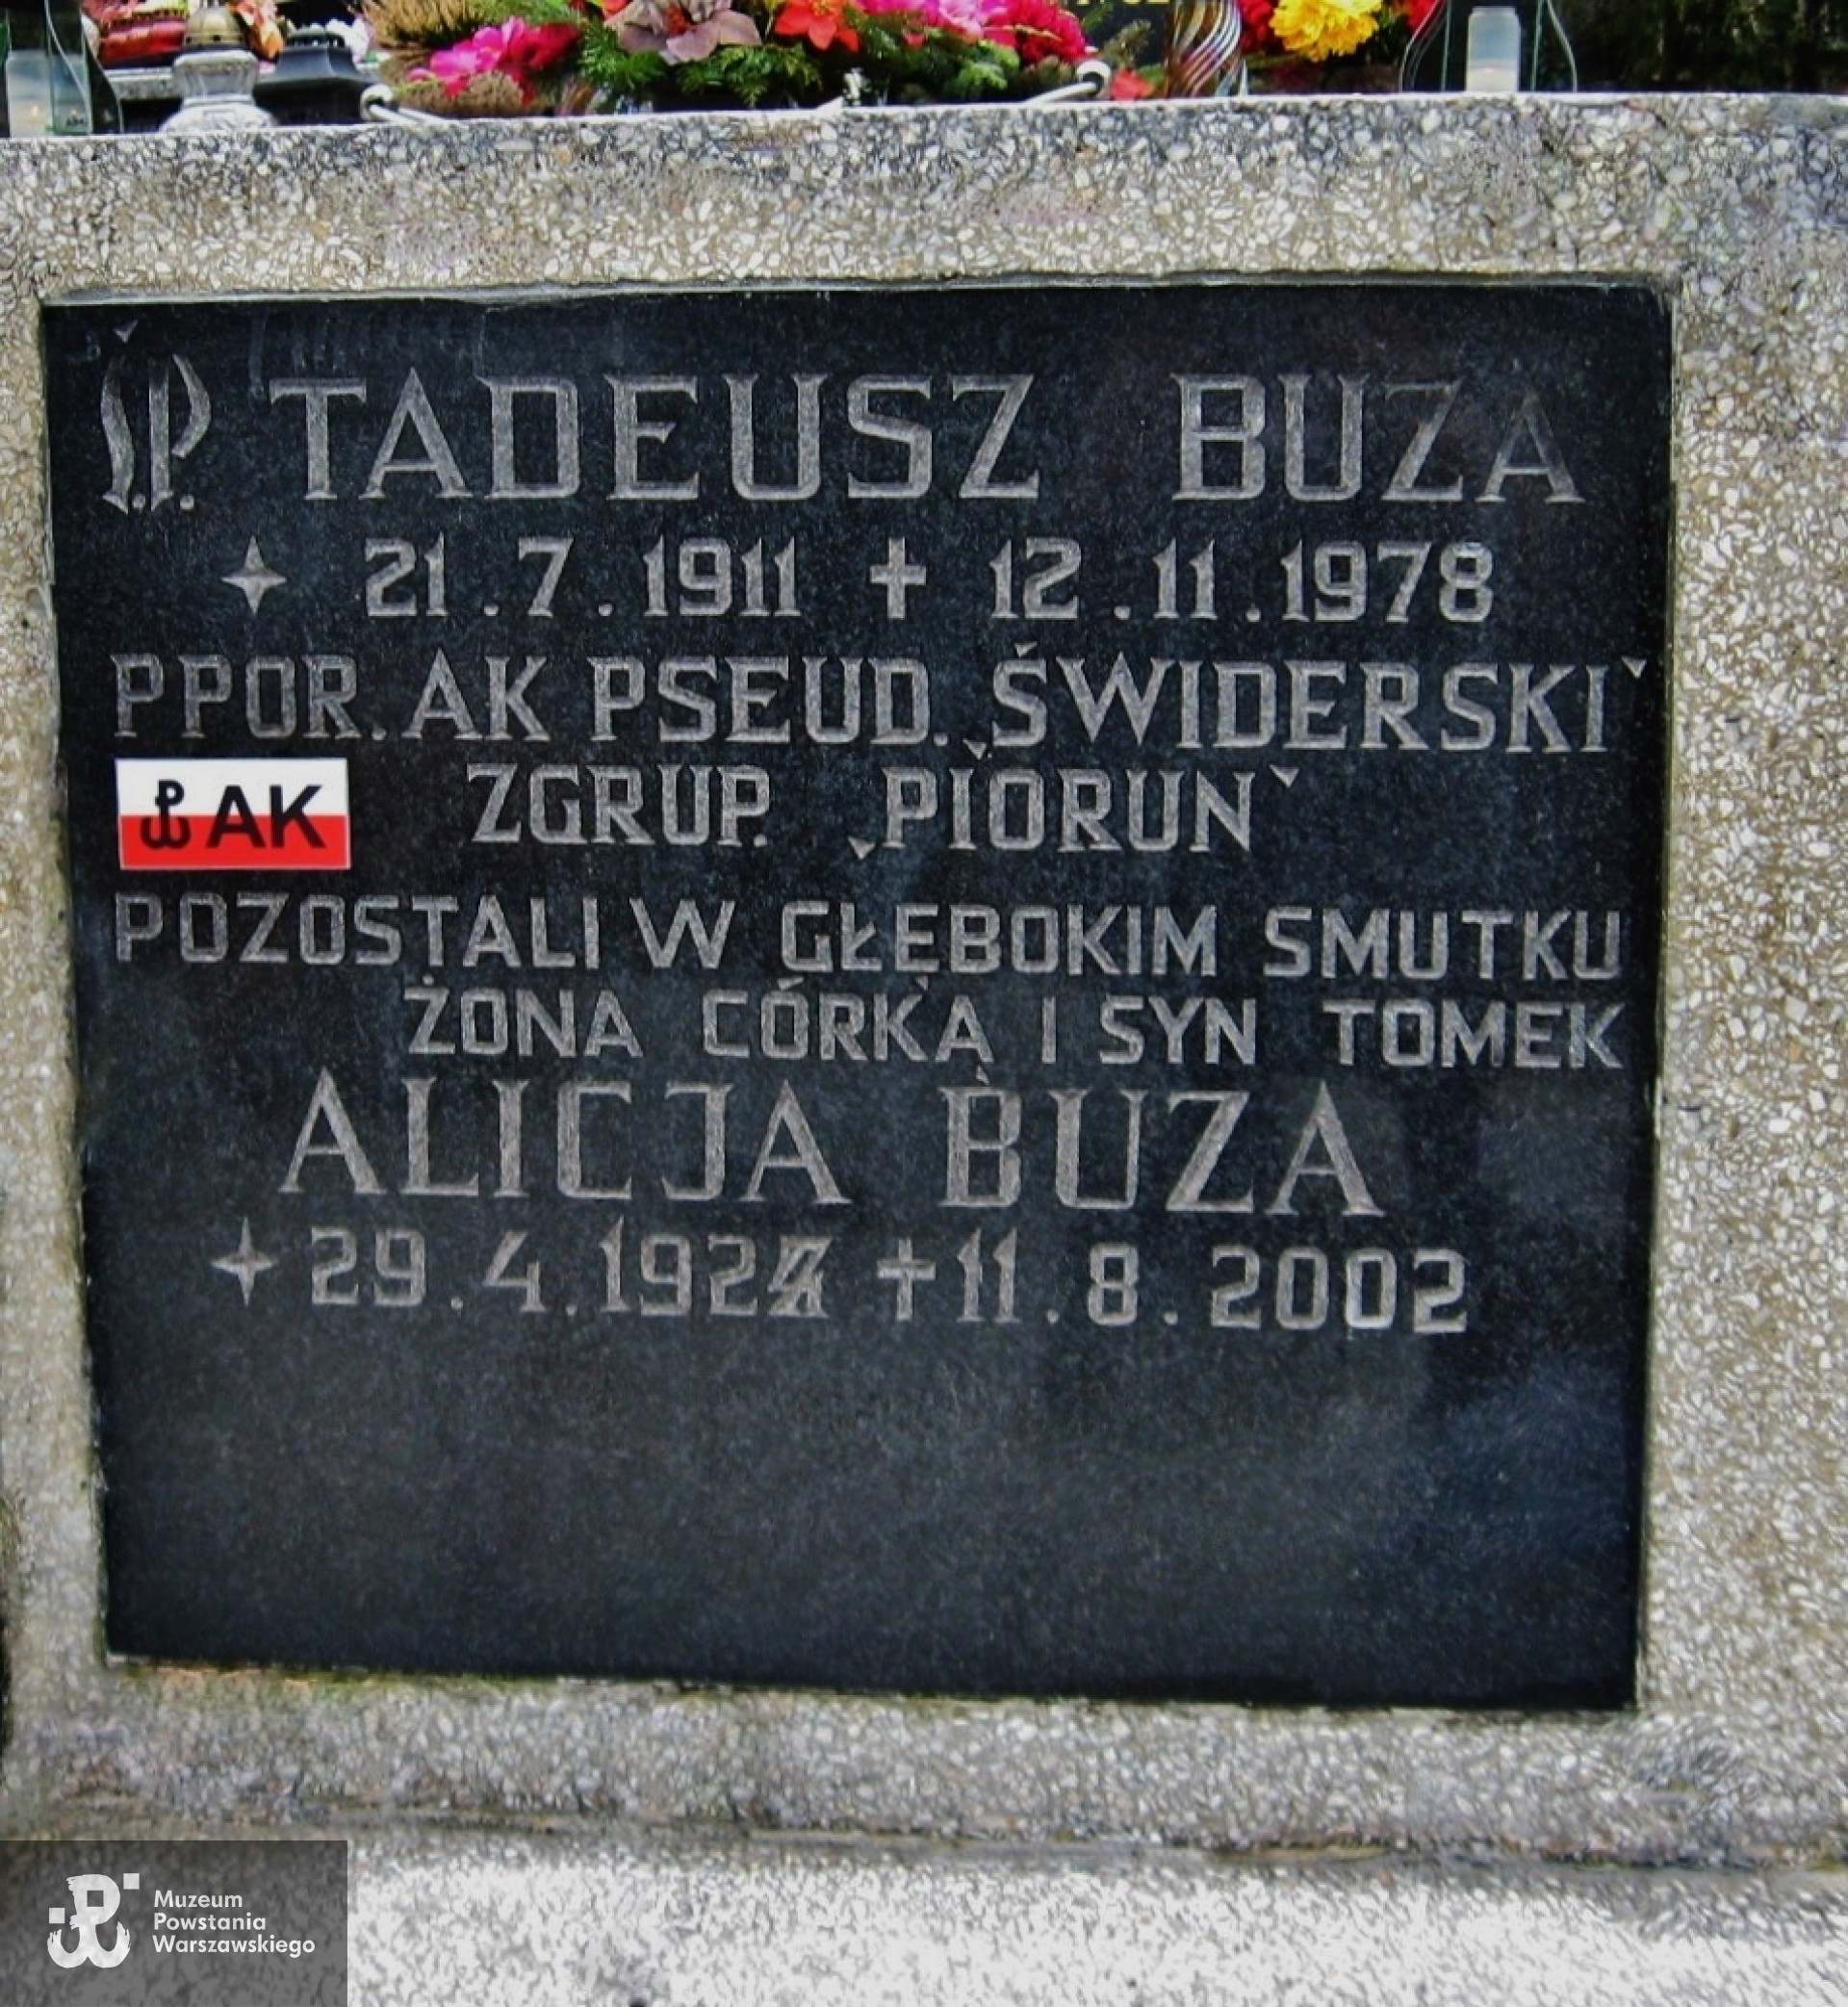 Ś.P. TADEUSZ BUZA
21.7.1911 ✝ 12.11.1978
PPOR. AK PSEUD. „ŚWIDERSKI"
ZGRUP. „PIORUN"
AK
POZOSTALI W GŁĘBOKIM SMUTKU
ŻONA CÓRKA I SYN TOMEK
ALICJA BUZA
29.4.1924 ✝ 11.8.2002
Muzeum
Powstania
Warszawskiego